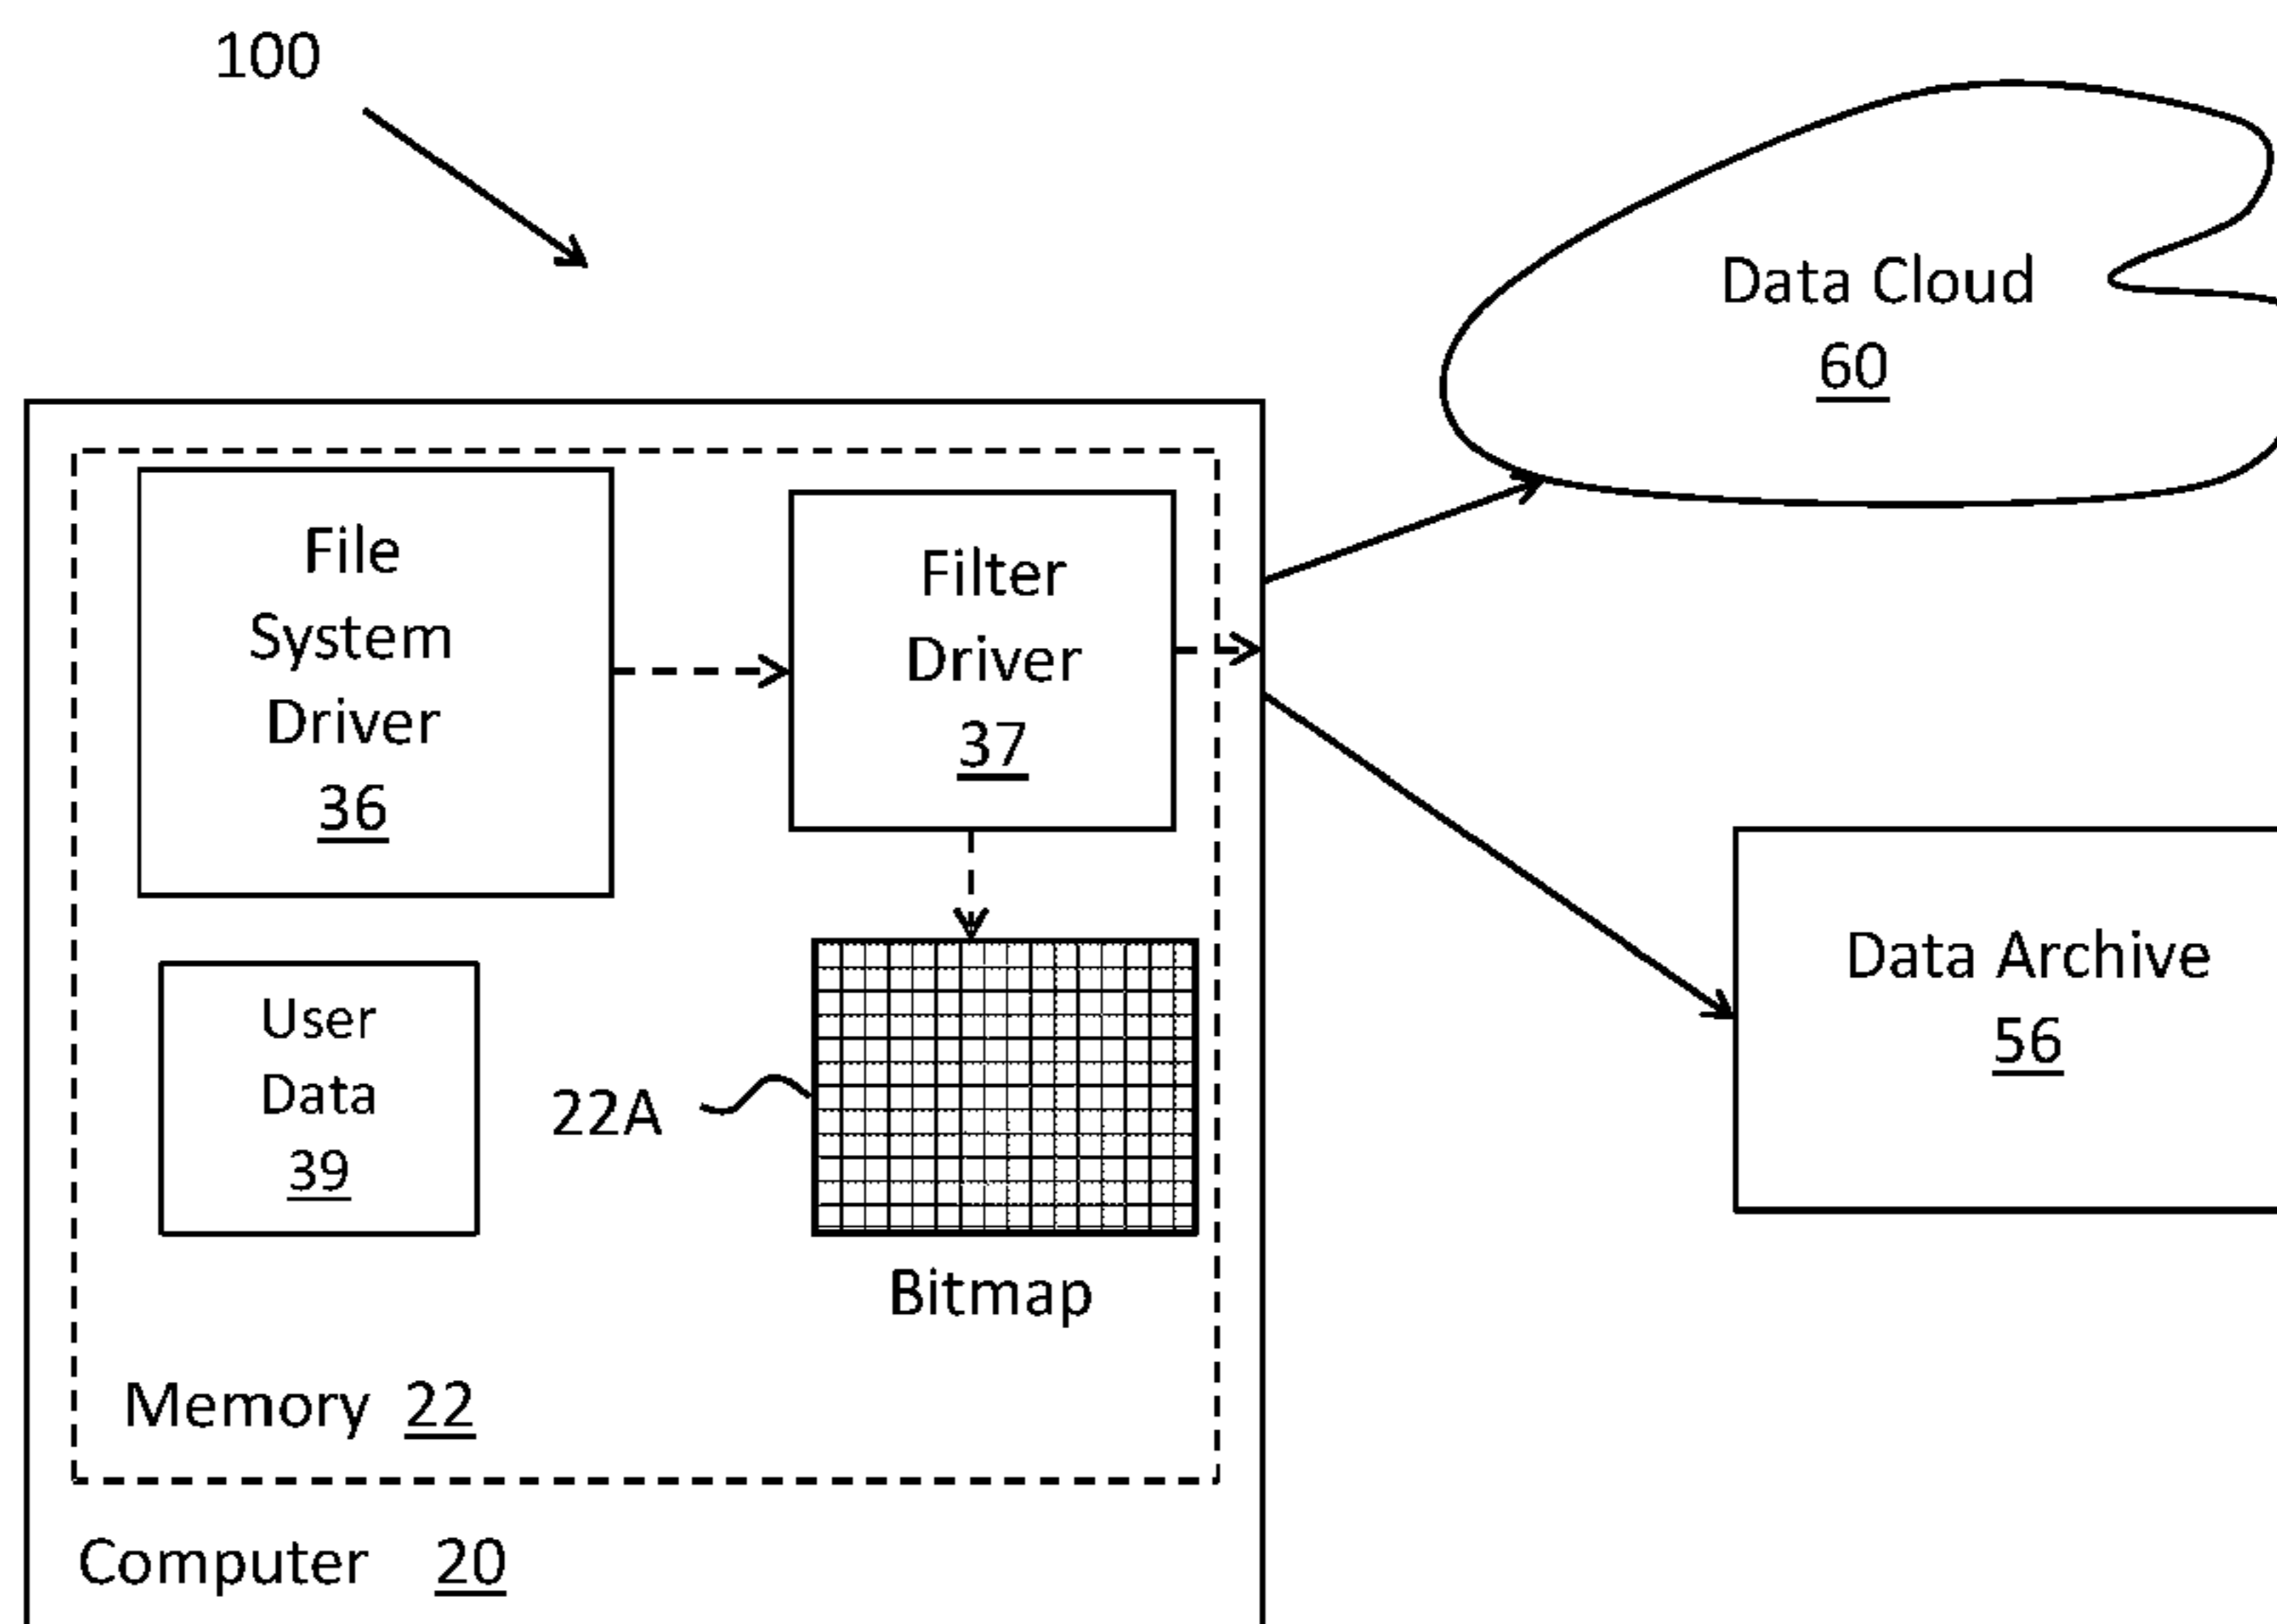 100
Data Cloud
60
File
System
Driver
36
Filter
Driver
37
Data Archive
56
User
Data
39
22A
Bitmap
Memory 22
Computer 20